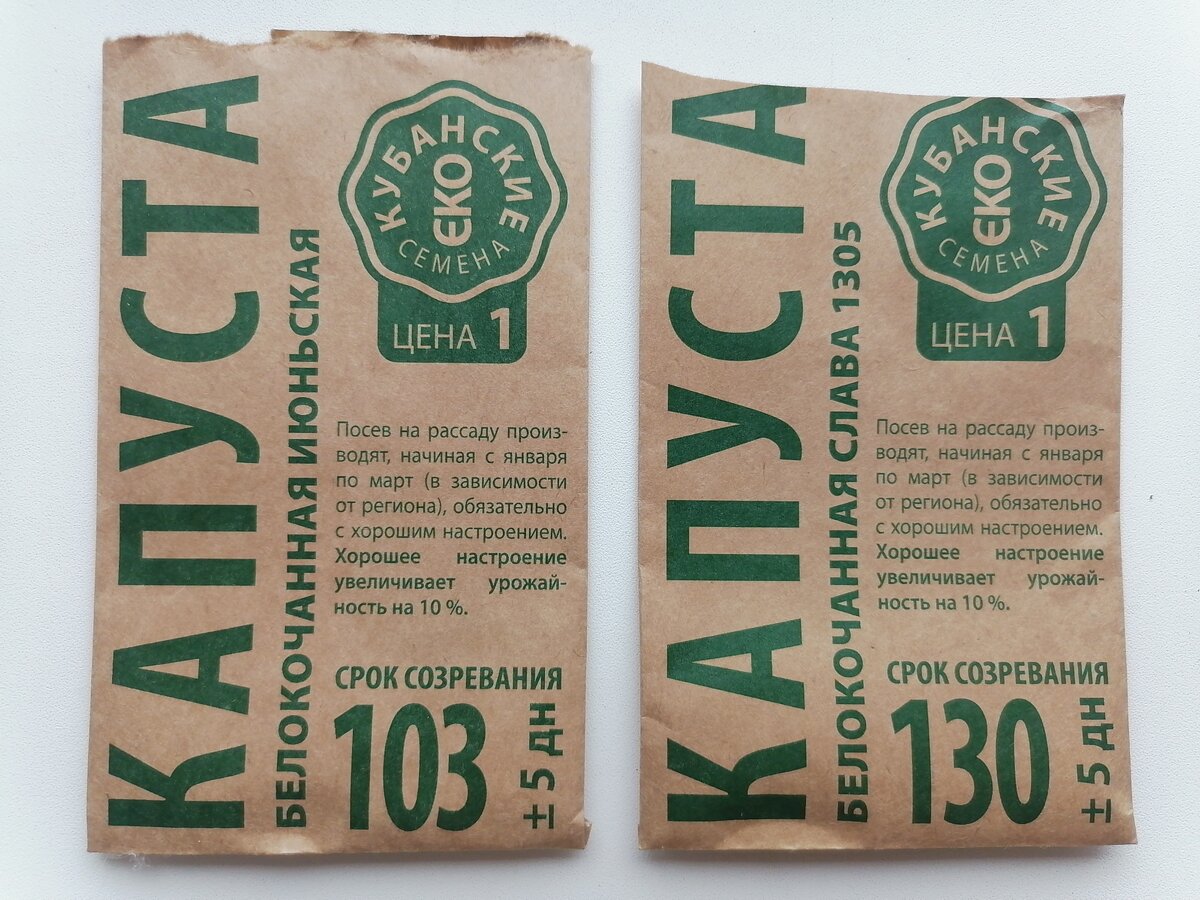 КАПУСТА
БЕЛОКОЧАННАЯ ИЮНЬСКАЯ
КУБАНСКИЕ
ЄКО
СЕМЕНА
ЦЕНА 1
Посев на рассаду произ-
водят, начиная с января
по март (в зависимости
от региона), обязательно
с хорошим настроением.
Хорошее настроение
увеличивает урожай-
ность на 10 %.
СРОК СОЗРЕВАНИЯ
103
± 5 дн
КАПУСТА
БЕЛОКОЧАННАЯ СЛАВА 1305
КУБАНСКИЕ
ЄКО
СЕМЕНА
ЦЕНА 1
Посев на рассаду произ-
водят, начиная с января
по март (в зависимости
от региона), обязательно
с хорошим настроением.
Хорошее настроение
увеличивает урожай-
ность на 10 %.
СРОК СОЗРЕВАНИЯ
130
± 5 дн